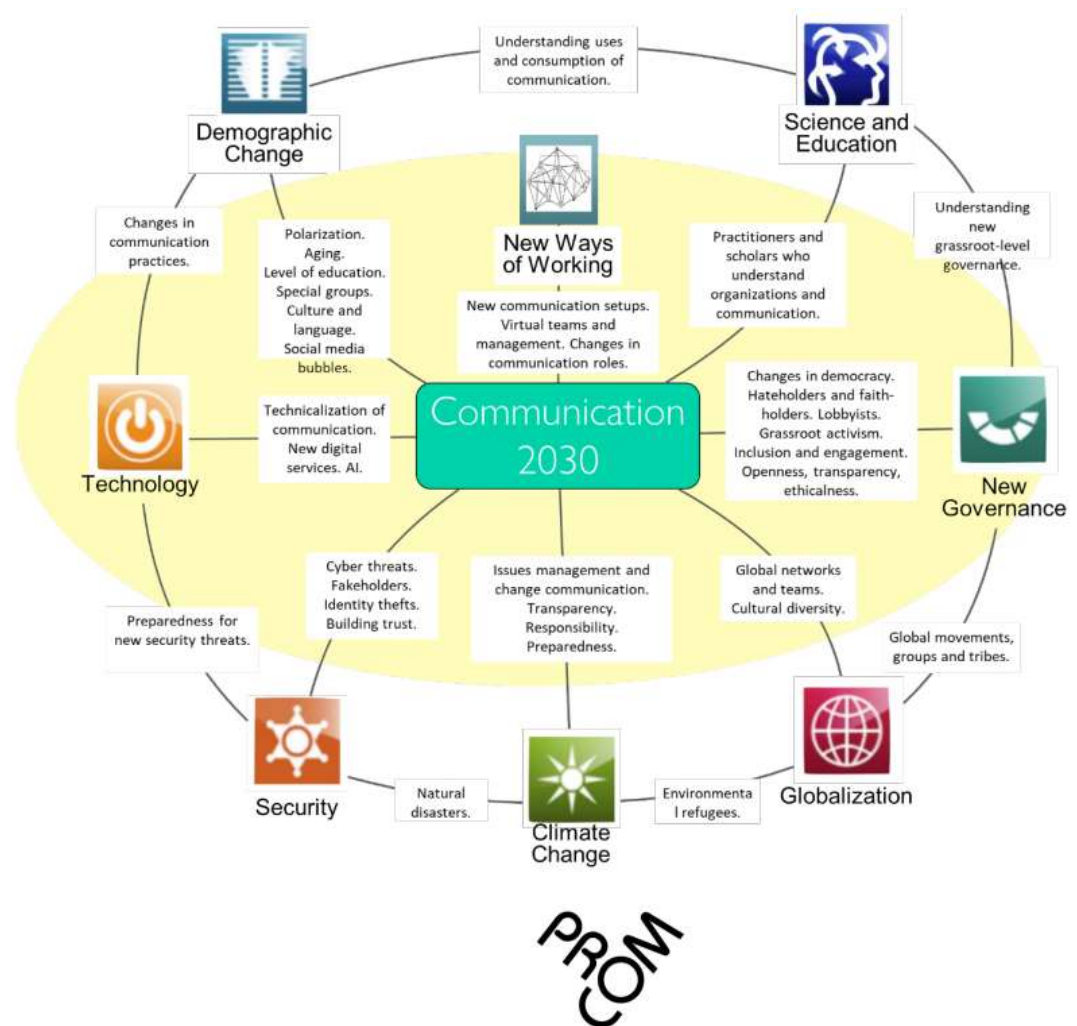 Understanding uses
and consumption of
communication.
Demographic
Change
Science and
Education
Changes in
communication
practices.
Polarization.
Aging.
Level of education.
Special groups.
Culture and
language.
Social media
bubbles.
New Ways
of Working
New communication setups.
Virtual teams and
management. Changes in
communication roles.
Practitioners and
scholars who
understand
organizations and
communication.
Understanding
new
grassroot-level
governance.
Technology
Technicalization of
communication.
New digital
services. AI.
Communication
2030
Changes in democracy.
Hateholders and faith-
holders. Lobbyists.
Grassroot activism.
Inclusion and engagement.
Openness, transparency,
ethicalness.
New
Governance
Preparedness for
new security threats.
Cyber threats.
Fakeholders.
Identity thefts.
Building trust.
Issues management and
change communication.
Transparency.
Responsibility.
Preparedness.
Global networks
and teams.
Cultural diversity.
Global movements,
groups and tribes.
Security
Natural
disasters.
Climate
Change
Environmenta
l refugees.
Globalization
PR
COM